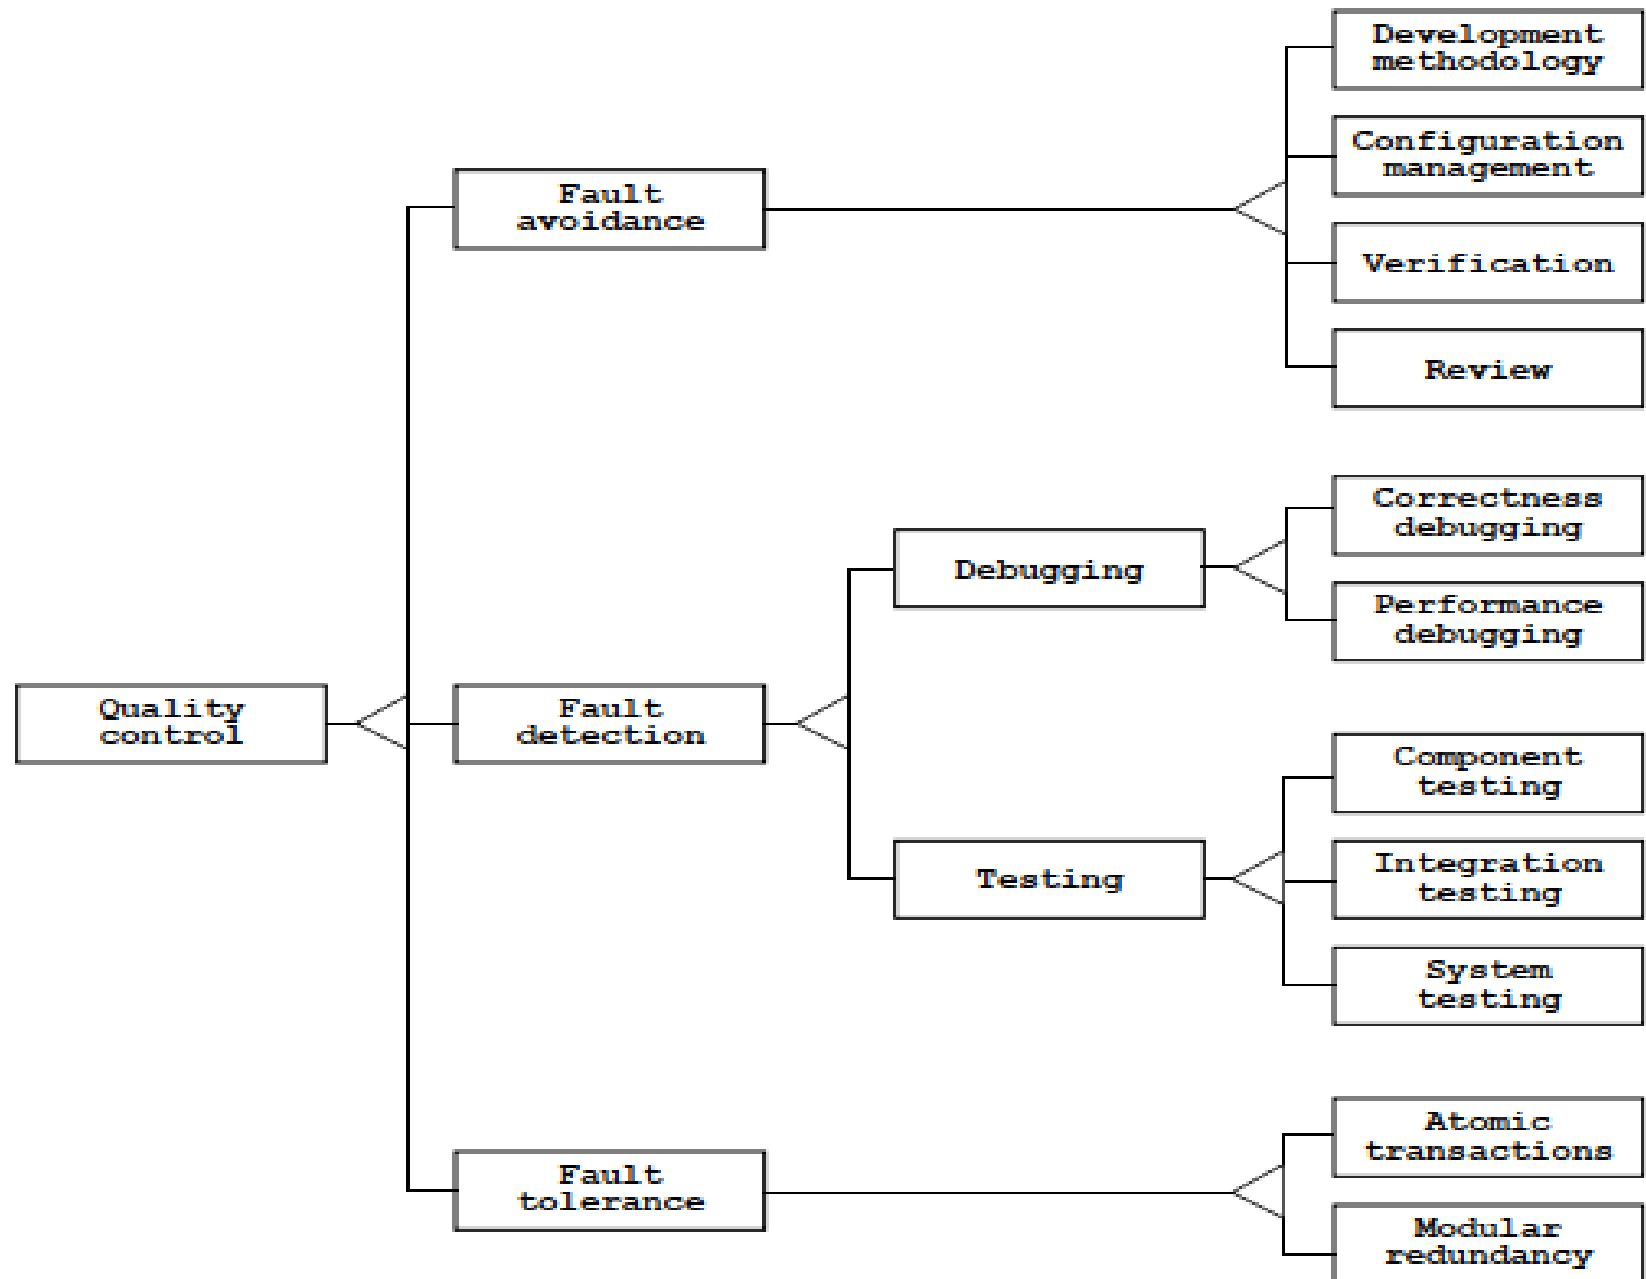 Development
methodology
Configuration
management
Fault
avoidance
Verification
Review
Correctness
debugging
Debugging
Performance
debugging
Quality
control
Fault
detection
Component
testing
Testing
Integration
testing
System
testing
Atomic
transactions
Fault
tolerance
Modular
redundancy